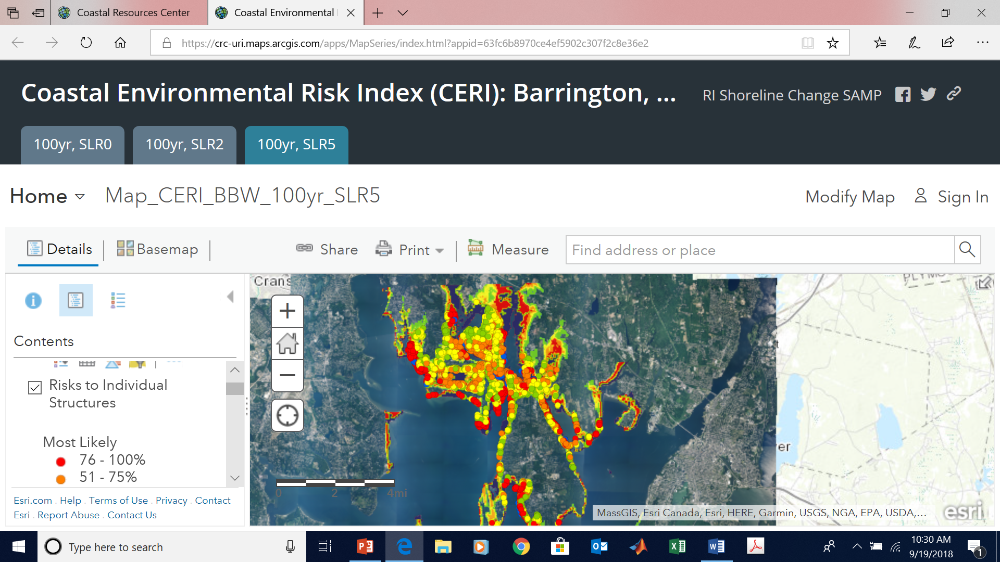 Coastal Resources Center
Coastal Environmental
https://crc-uri.maps.arcgis.com/apps/MapSeries/index.html?appid=63fc6b8970ce4ef5902c307f2c8e36e2
Coastal Environmental Risk Index (CERI): Barrington, ...
RI Shoreline Change SAMP
100yr, SLR0
100yr, SLR2
100yr, SLR5
Home
Map_CERI_BBW_100yr_SLR5
Modify Map
Sign In
Details
Basemap
Share
Print
Measure
Find address or place
Contents
Risks to Individual
Structures
Most Likely
76 - 100%
51 - 75%
Esri.com . Help . Terms of Use . Privacy . Contact
Esri . Report Abuse . Contact Us
Crans
0 2 4mi
er
MassGIS, Esri Canada, Esri, HERE, Garmin, USGS, NGA, EPA, USDA,...
esri
Type here to search
10:30 AM
9/19/2018
1